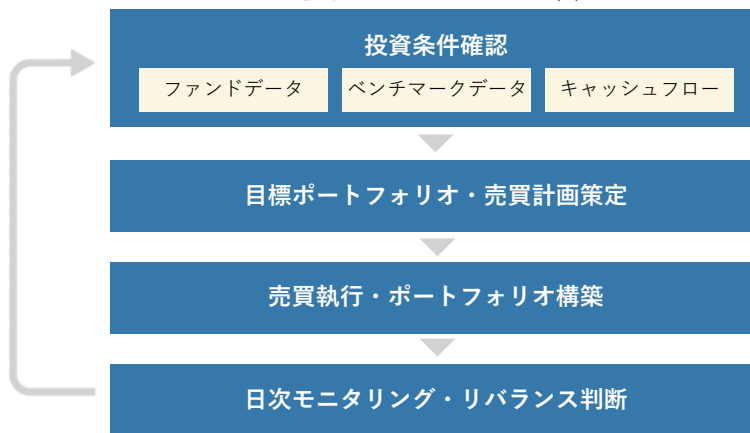 投資条件確認
ファンドデータ ベンチマークデータ キャッシュフロー
目標ポートフォリオ・売買計画策定
売買執行・ポートフォリオ構築
日次モニタリング・リバランス判断